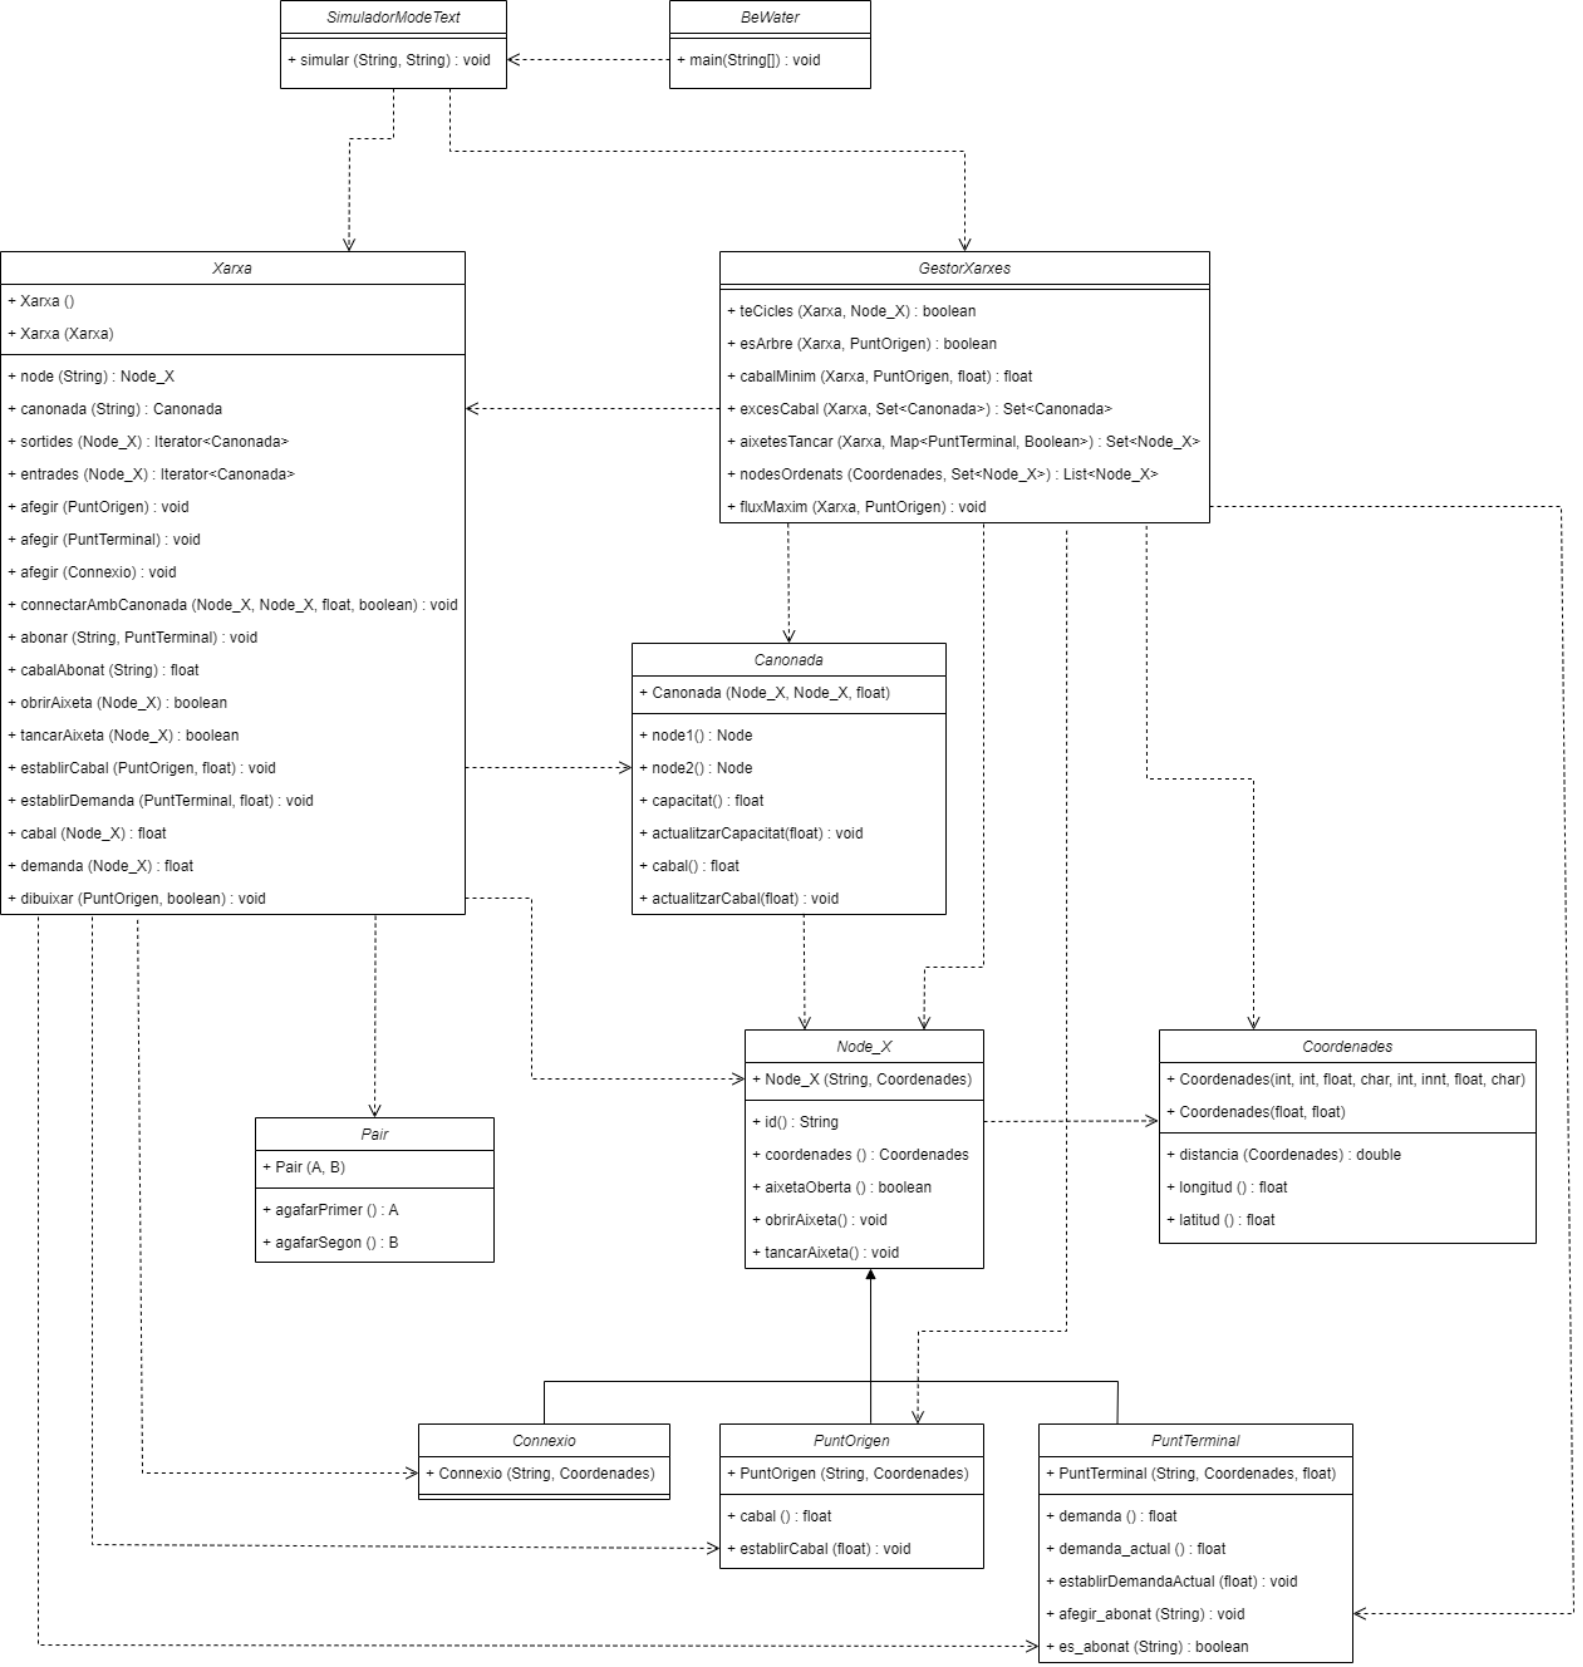 SimuladorModeText
+ simular (String, String) : void
BeWater
+ main(String[]) : void
Xarxa
+ Xarxa ()
+ Xarxa (Xarxa)
+ node (String) : Node_X
+ canonada (String) : Canonada
+ sortides (Node_X) : Iterator<Canonada>
+ entrades (Node_X) : Iterator<Canonada>
+ afegir (PuntOrigen) : void
+ afegir (PuntTerminal) : void
+ afegir (Connexio) : void
+ connectarAmbCanonada (Node_X, Node_X, float, boolean) : void
+ abonar (String, PuntTerminal) : void
+ cabalAbonat (String) : float
+ obrirAixeta (Node_X) : boolean
+ tancarAixeta (Node_X) : boolean
+ establirCabal (PuntOrigen, float) : void
+ establirDemanda (PuntTerminal, float) : void
+ cabal (Node_X) : float
+ demanda (Node_X) : float
+ dibuixar (PuntOrigen, boolean) : void
GestorXarxes
+ teCicles (Xarxa, Node_X) : boolean
+ esArbre (Xarxa, PuntOrigen) : boolean
+ cabalMinim (Xarxa, PuntOrigen, float) : float
+ excesCabal (Xarxa, Set<Canonada>) : Set<Canonada>
+ aixetesTancar (Xarxa, Map<PuntTerminal, Boolean>) : Set<Node_X>
+ nodesOrdenats (Coordenades, Set<Node_X>) : List<Node_X>
+ fluxMaxim (Xarxa, PuntOrigen) : void
Canonada
+ Canonada (Node_X, Node_X, float)
+ node1() : Node
+ node2() : Node
+ capacitat() : float
+ actualitzarCapacitat(float) : void
+ cabal() : float
+ actualitzarCabal(float) : void
Node_X
+ Node_X (String, Coordenades)
+ id() : String
+ coordenades () : Coordenades
+ aixetaOberta () : boolean
+ obrirAixeta() : void
+ tancarAixeta() : void
Coordenades
+ Coordenades(int, int, float, char, int, innt, float, char)
+ Coordenades(float, float)
+ distancia (Coordenades) : double
+ longitud () : float
+ latitud () : float
Pair
+ Pair (A, B)
+ agafarPrimer () : A
+ agafarSegon () : B
Connexio
+ Connexio (String, Coordenades)
PuntOrigen
+ PuntOrigen (String, Coordenades)
+ cabal () : float
+ establirCabal (float) : void
PuntTerminal
+ PuntTerminal (String, Coordenades, float)
+ demanda () : float
+ demanda_actual () : float
+ establirDemandaActual (float) : void
+ afegir_abonat (String) : void
+ es_abonat (String) : boolean